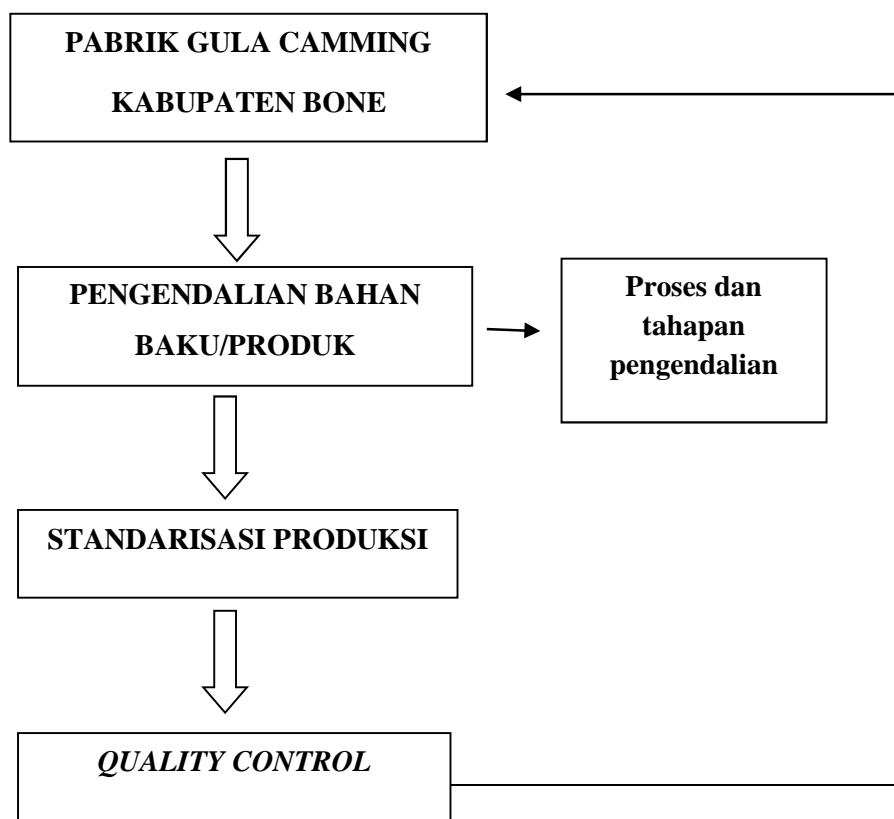 PABRIK GULA CAMMING
KABUPATEN BONE
PENGENDALIAN BAHAN
BAKU/PRODUK
Proses dan
tahapan
pengendalian
STANDARISASI PRODUKSI
QUALITY CONTROL